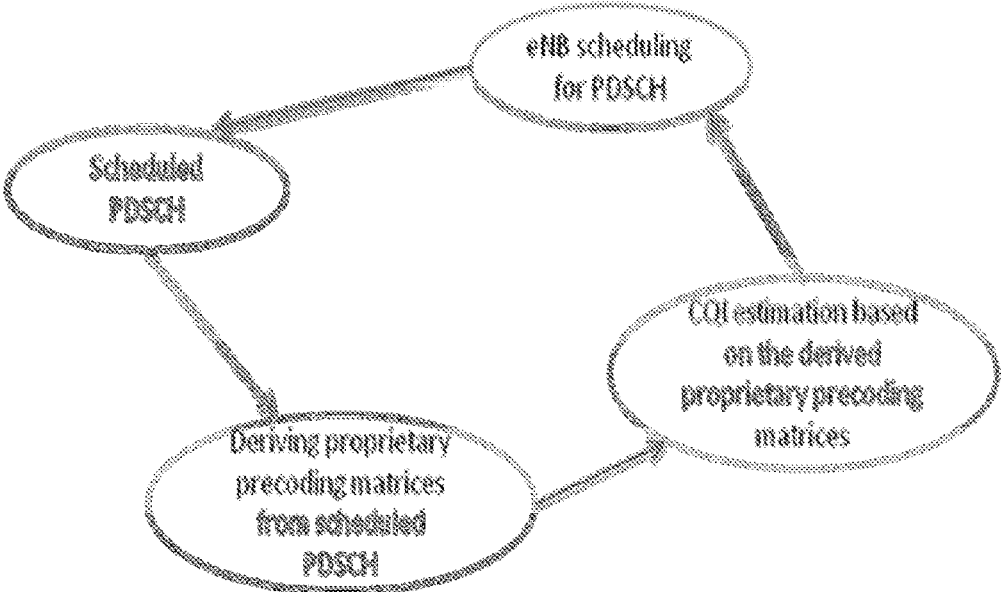 eNB scheduling
for PDSCH
Scheduled
PDSCH
CQI estimation based
on the derived
proprietary precoding
matrices
Deriving proprietary
precoding matrices
from scheduled
PDSCH